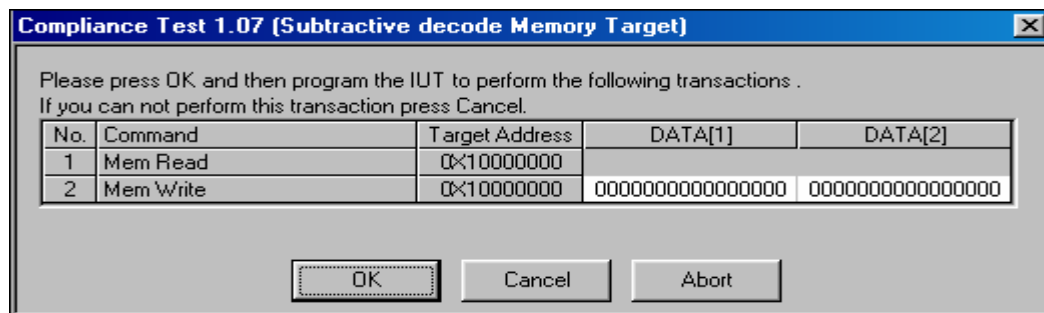 Compliance Test 1.07 (Subtractive decode Memory Target)
Please press OK and then program the IUT to perform the following transactions .
If you can not perform this transaction press Cancel.
No. Command Target Address DATA[1] DATA[2]
1 Mem Read 0X10000000
2 Mem Write 0X10000000 0000000000000000 0000000000000000
OK Cancel Abort